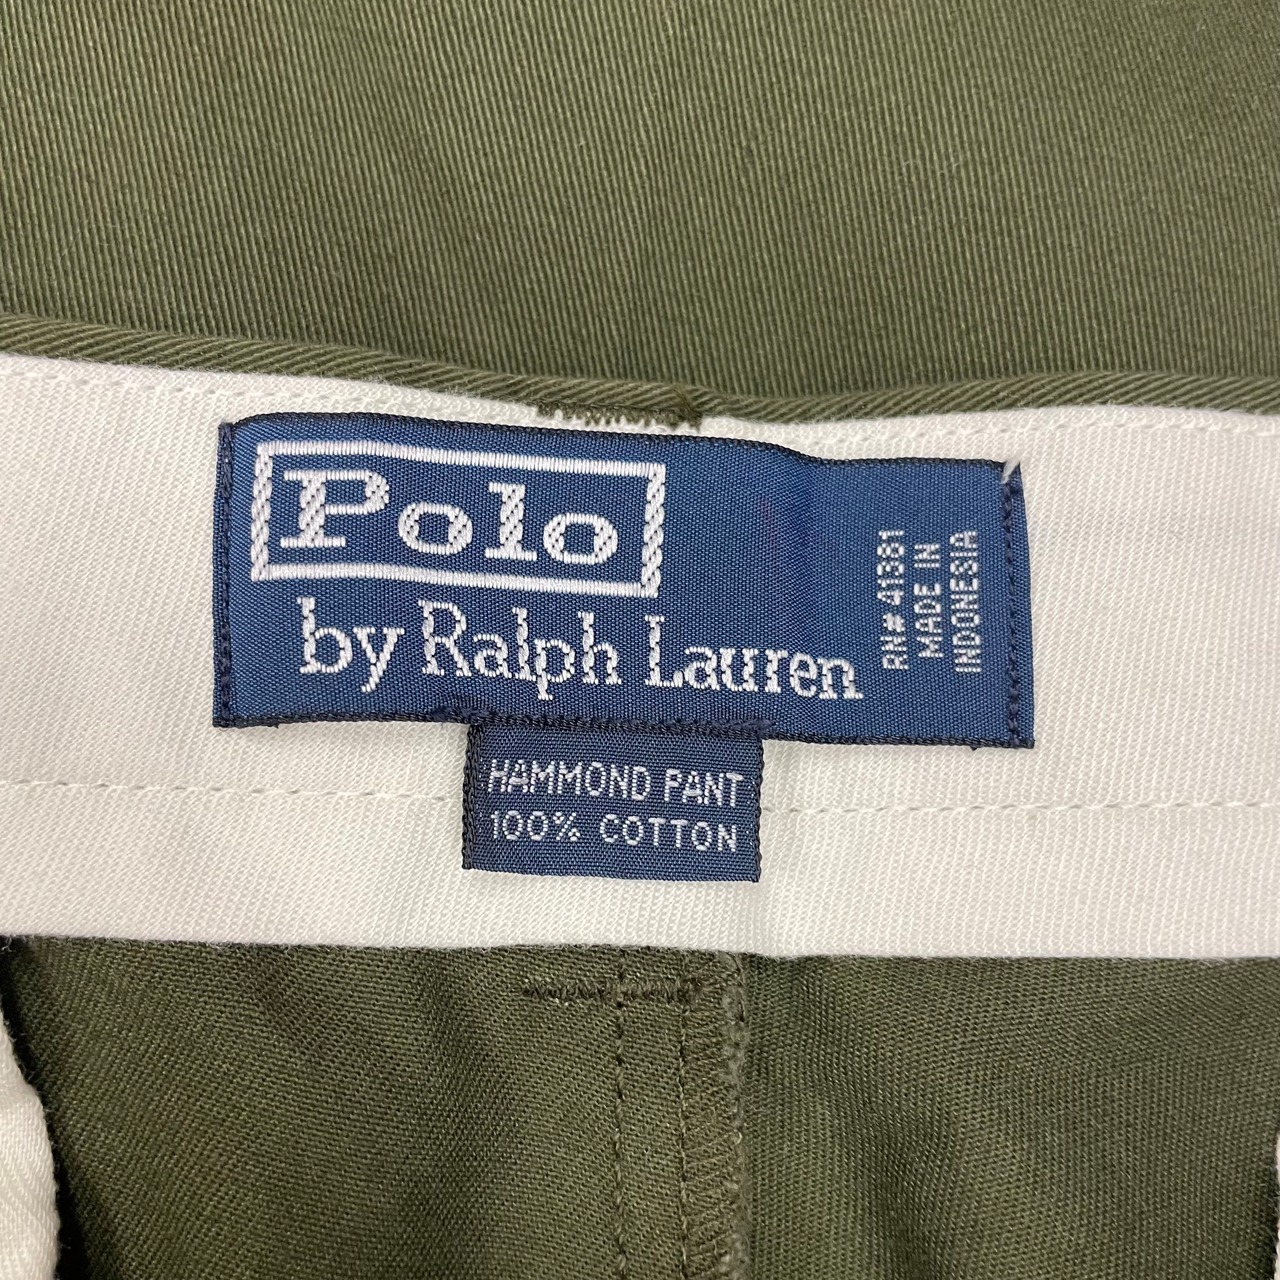 Polo
by Ralph Lauren
RN# 41381
MADE IN
INDONESIA
HAMMOND PANT
100% COTTON